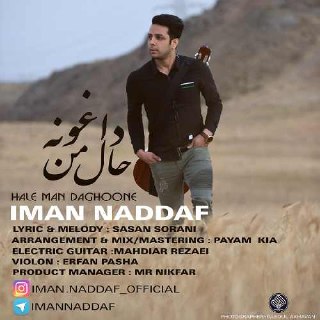 حال من داغونه
HALE MAN DAGHOONE
IMAN NADDAF
LYRIC & MELODY : SASAN SORANI
ARRANGEMENT & MIX/MASTERING : PAYAM KIA
ELECTRIC GUITAR :MAHDIAR REZAEI
VIOLON : ERFAN PASHA
PRODUCT MANAGER : MR NIKFAR
IMAN.NADDAF_OFFICIAL
IMANNADDAF